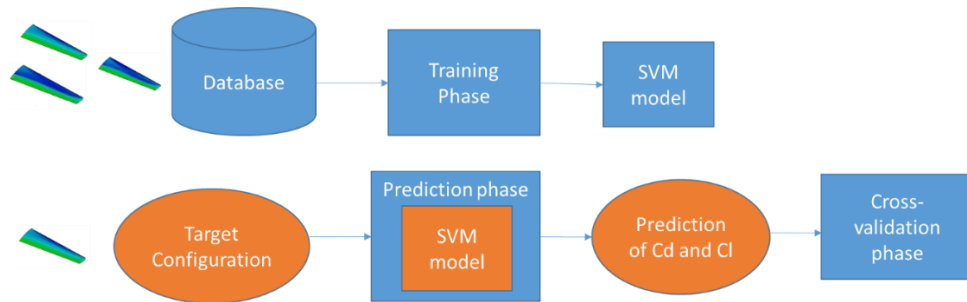 Database
Training
Phase
SVM
model
Target
Configuration
Prediction phase
SVM
model
Prediction
of Cd and Cl
Cross-
validation
phase